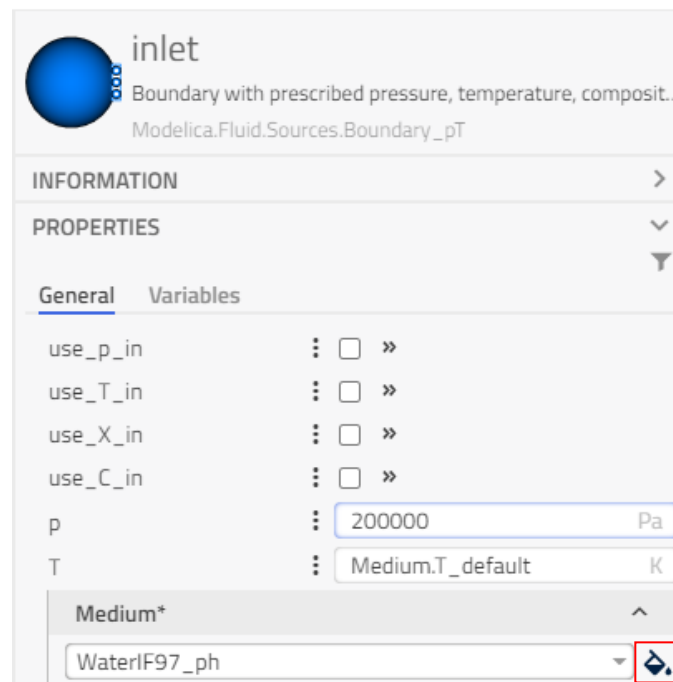 inlet
Boundary with prescribed pressure, temperature, composit..
Modelica.Fluid.Sources.Boundary_pT
INFORMATION
PROPERTIES
General Variables
use_p_in
use_T_in
use_X_in
use_C_in
p 200000 Pa
T Medium.T_default K
Medium*
WaterIF97_ph